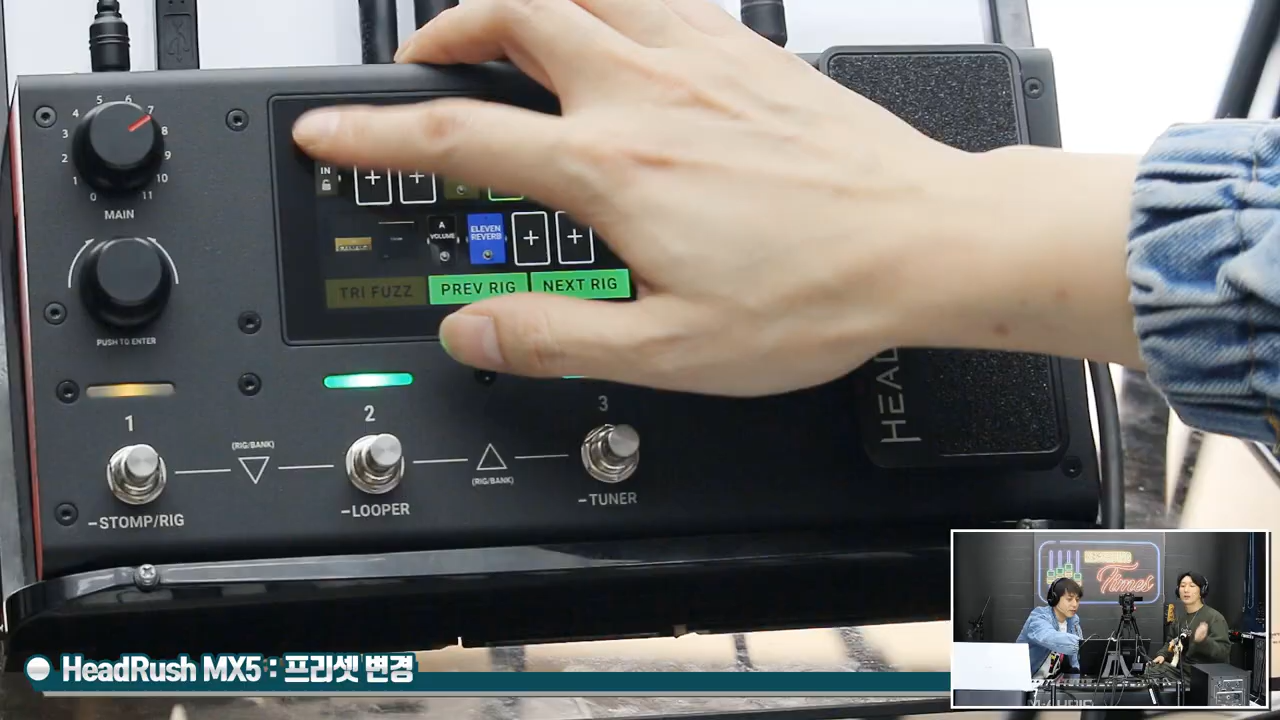 5 6 7
4
3 8
2 9
1 10
0 11
MAIN
PUSH TO ENTER
IN
A
VOLUME
ELEVEN
REVERB
TRI FUZZ
PREV RIG
NEXT RIG
1
2
3
(RIG/BANK)
(RIG/BANK)
-STOMP/RIG
-LOOPER
-TUNER
HEAD
Times
HeadRush MX5 : 프리셋 변경